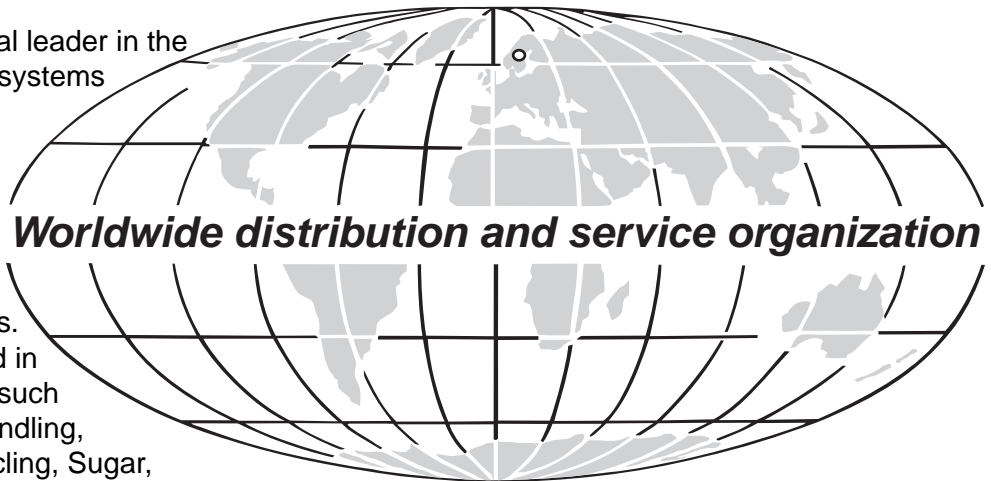 al leader in the
systems
Worldwide distribution and service organization
s.
d in
such
ndling,
cling, Sugar,